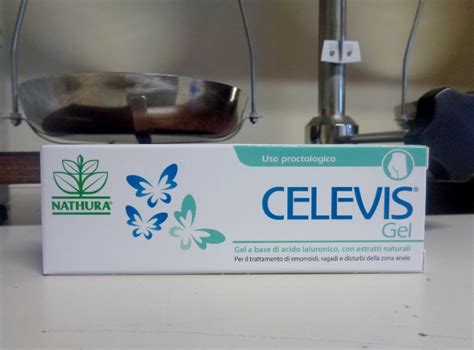 NATHURA®
Uso proctologico
CELEVIS®
Gel
Gel a base di acido ialuronico, con estratti naturali
Per il trattamento di emorroidi, ragadi e disturbi della zona anale